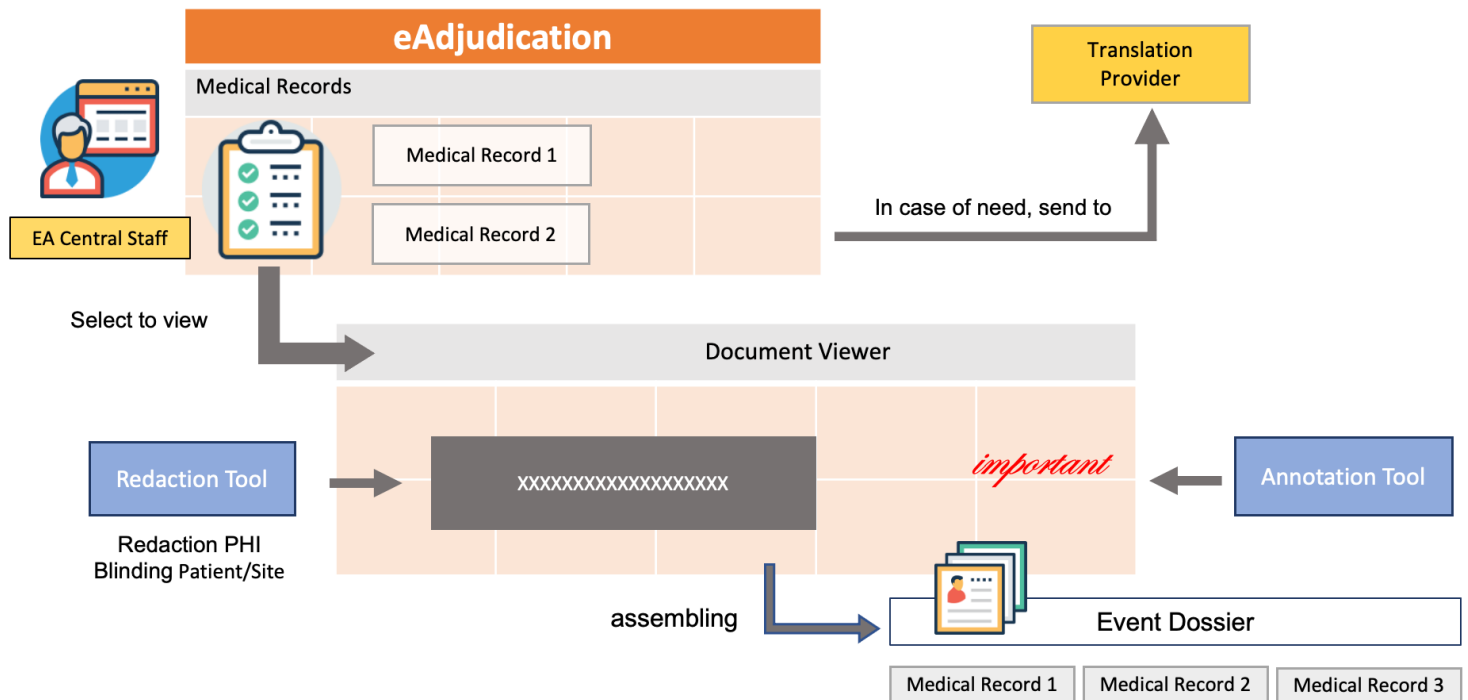 eAdjudication
Medical Records
Medical Record 1
Medical Record 2
EA Central Staff
Translation
Provider
In case of need, send to
Select to view
Document Viewer
Redaction Tool
XXXXXXXXXXXXXXXXXXX
important
Annotation Tool
Redaction PHI
Blinding Patient/Site
assembling
Event Dossier
Medical Record 1
Medical Record 2
Medical Record 3